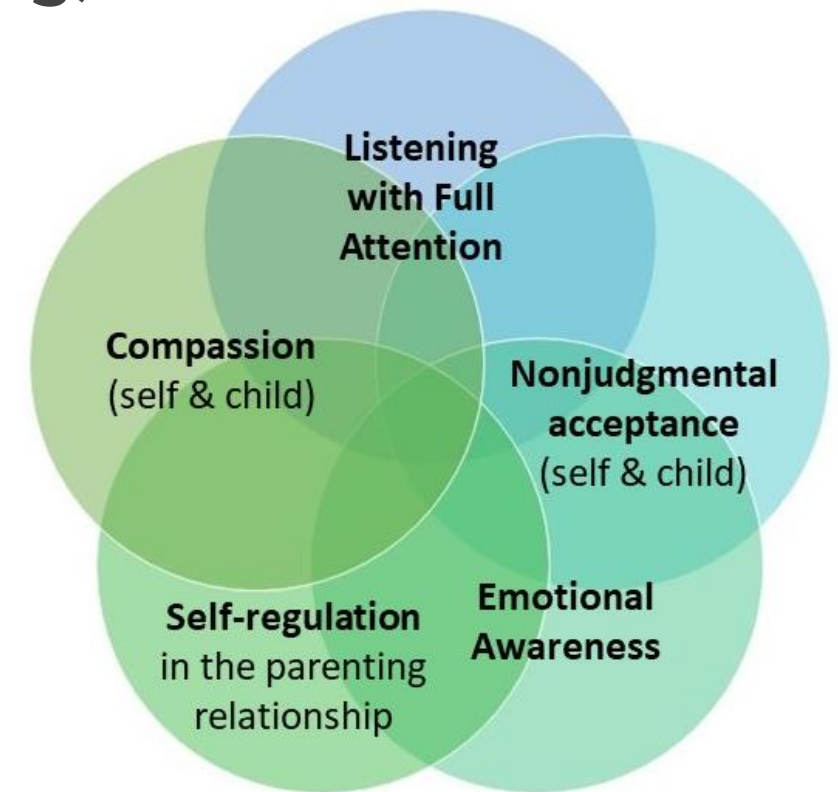 Listening
with Full
Attention
Compassion
(self & child)
Nonjudgmental
acceptance
(self & child)
Self-regulation
in the parenting
relationship
Emotional
Awareness